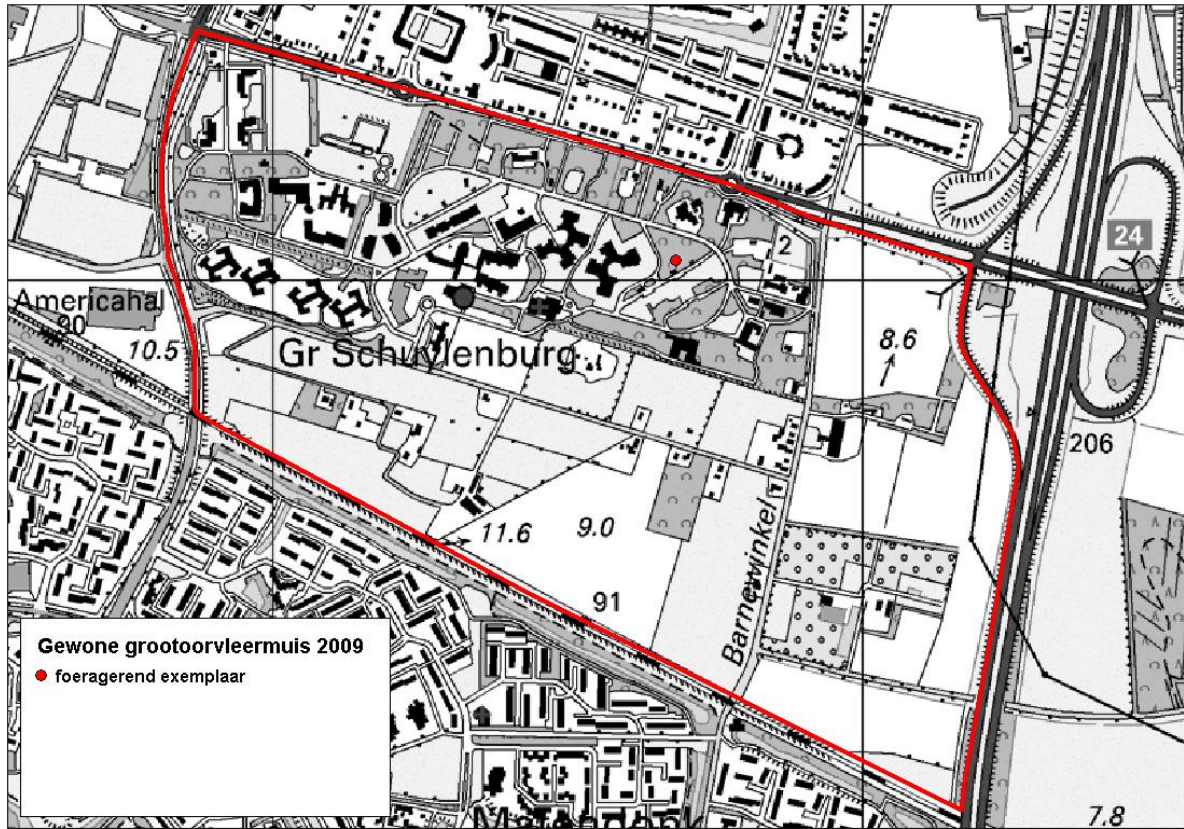 2
24
Americahal
90
10.5
Gr Schuylenburg
8.6
206
11.6
9.0
Barnewinkel
91
Gewone grootoorvleermuis 2009
foeragerend exemplaar
7.8